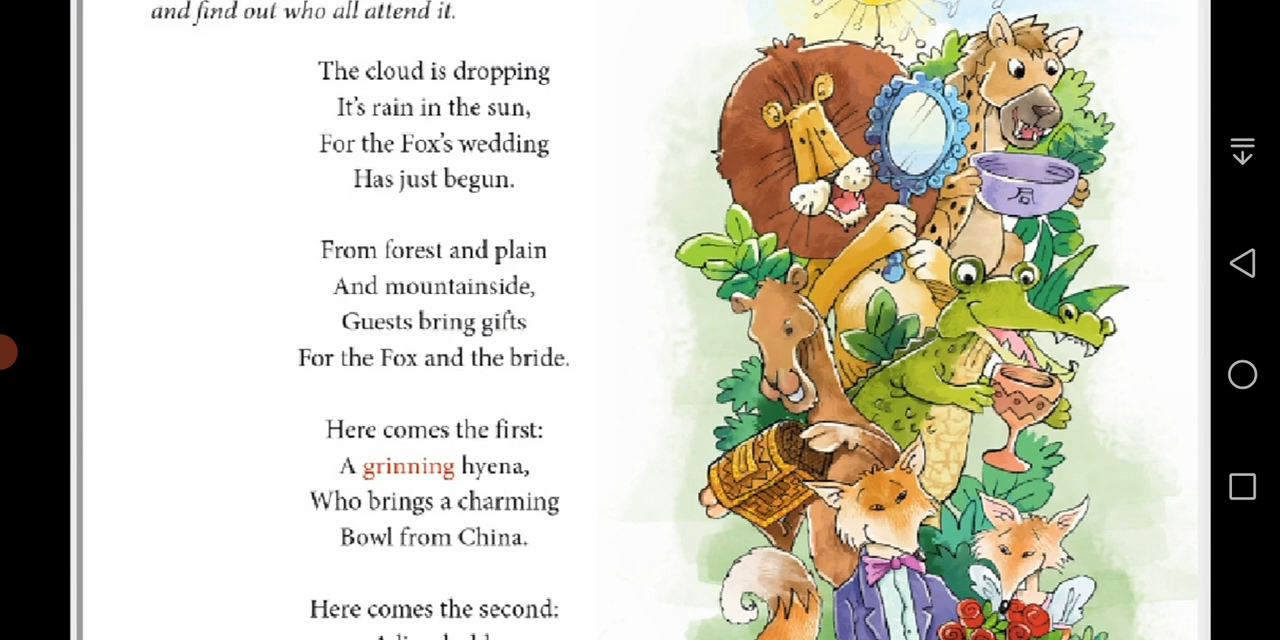 and find out who all attend it.
The cloud is dropping
It's rain in the sun,
For the Fox's wedding
Has just begun.
From forest and plain
And mountainside,
Guests bring gifts
For the Fox and the bride.
Here comes the first:
A grinning hyena,
Who brings a charming
Bowl from China.
Here comes the second: